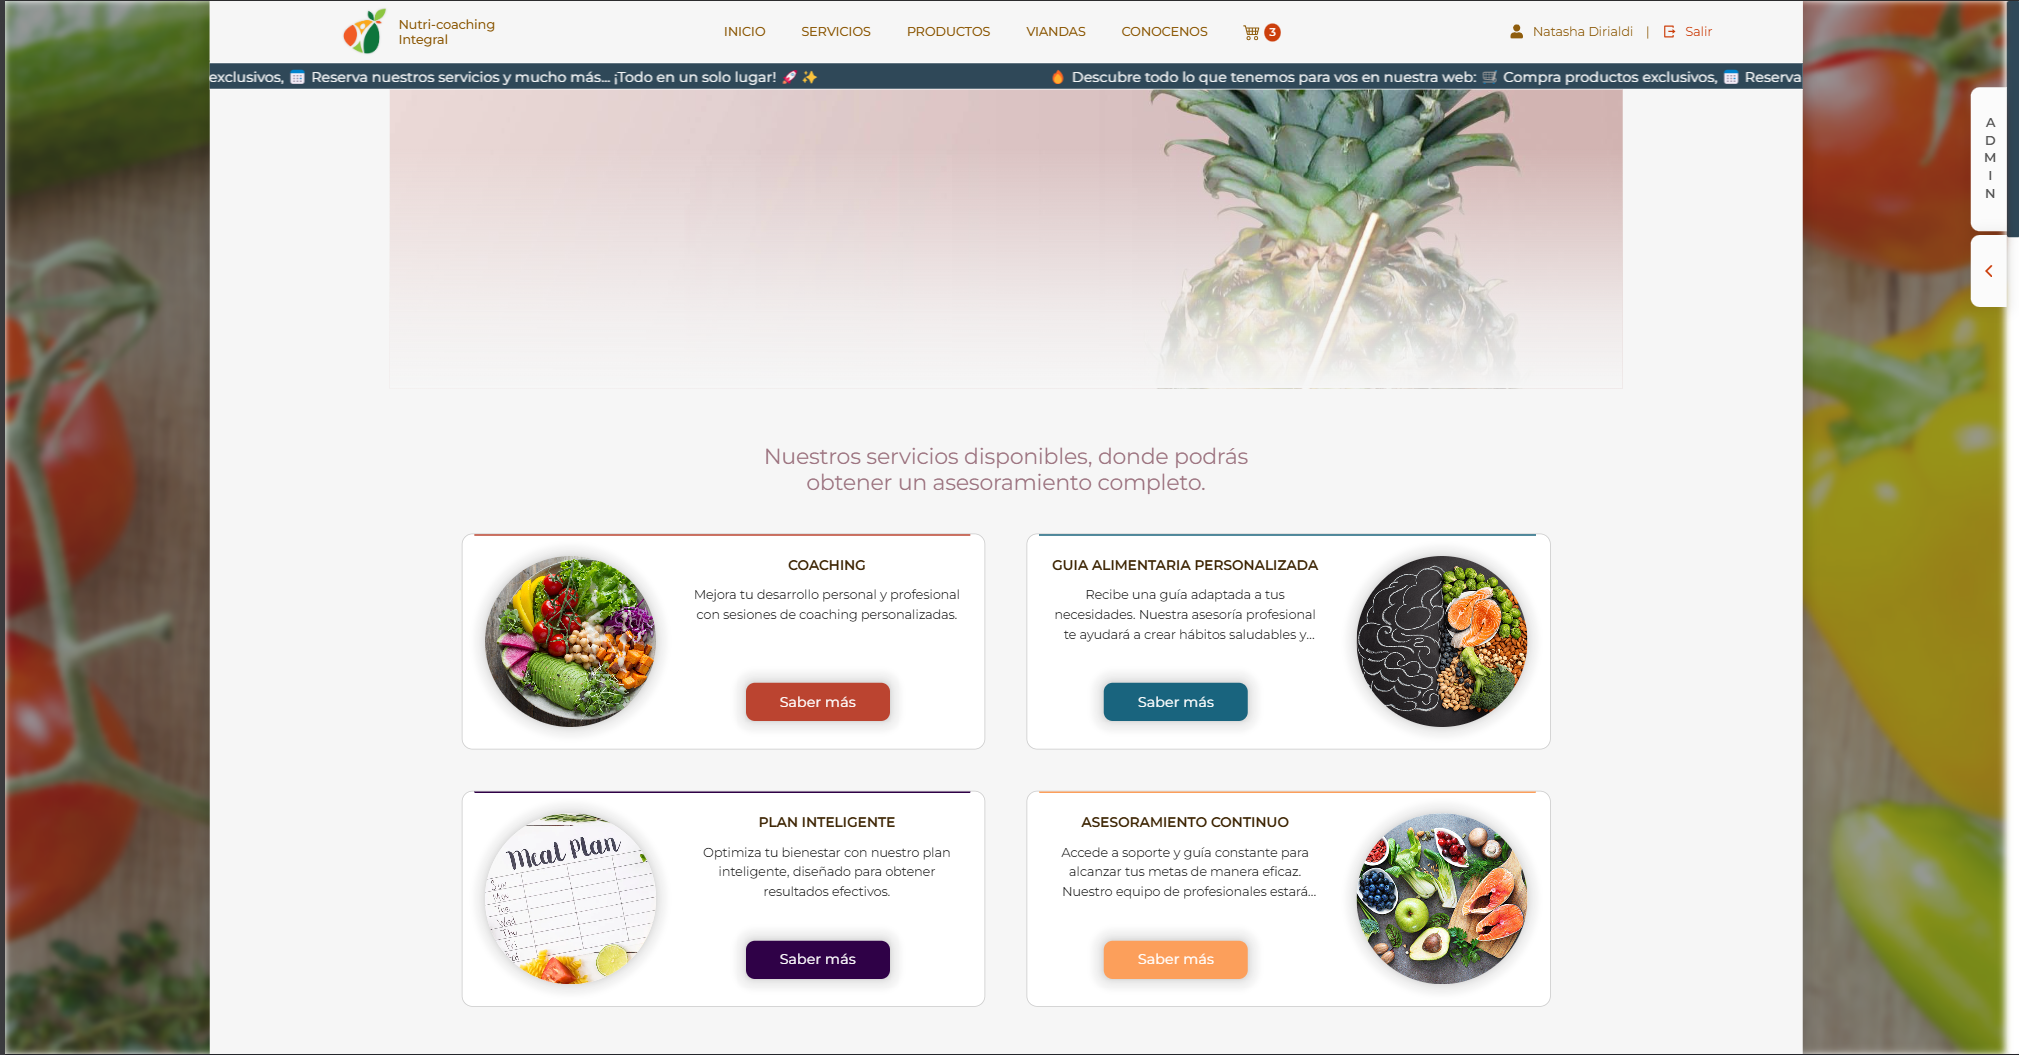 Nutri-coaching
Integral
INICIO
SERVICIOS
PRODUCTOS
VIANDAS
CONOCENOS
3
Natasha Dirialdi
|
Salir
exclusivos, 🗓️ Reserva nuestros servicios y mucho más... ¡Todo en un solo lugar! 🚀 ✨
🔥 Descubre todo lo que tenemos para vos en nuestra web: 🛒 Compra productos exclusivos, 🗓️ Reserva
ADMIN
Nuestros servicios disponibles, donde podrás
obtener un asesoramiento completo.
COACHING
Mejora tu desarrollo personal y profesional
con sesiones de coaching personalizadas.
Saber más
GUIA ALIMENTARIA PERSONALIZADA
Recibe una guía adaptada a tus
necesidades. Nuestra asesoría profesional
te ayudará a crear hábitos saludables y...
Saber más
Meal Plan
Sun
Mon
Tue
Wed
Thu
Fri
PLAN INTELIGENTE
Optimiza tu bienestar con nuestro plan
inteligente, diseñado para obtener
resultados efectivos.
Saber más
ASESORAMIENTO CONTINUO
Accede a soporte y guía constante para
alcanzar tus metas de manera eficaz.
Nuestro equipo de profesionales estará...
Saber más